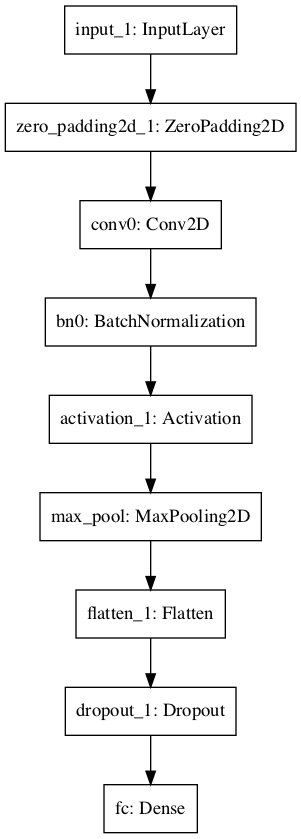 input_1: InputLayer
zero_padding2d_1: ZeroPadding2D
conv0: Conv2D
bn0: BatchNormalization
activation_1: Activation
max_pool: MaxPooling2D
flatten_1: Flatten
dropout_1: Dropout
fc: Dense